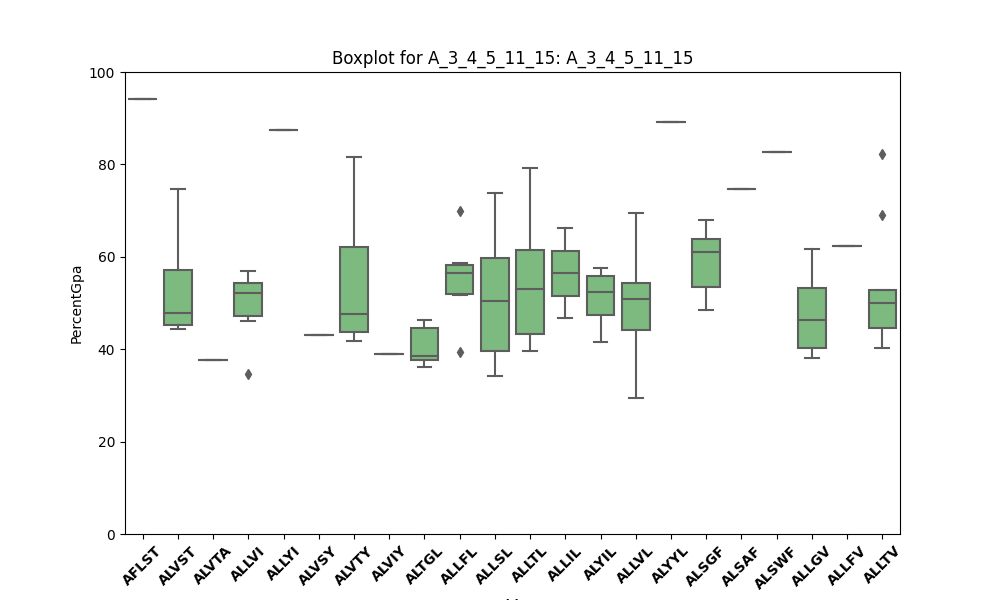 Boxplot for A_3_4_5_11_15: A_3_4_5_11_15
100
80
60
40
20
0
PercentGpa
AFLST
ALVST
ALVTA
ALLVI
ALLYI
ALVSY
ALVTY
ALVIY
ALTGL
ALLFL
ALLSL
ALLTL
ALLIL
ALYIL
ALLVL
ALYYL
ALSGF
ALSAF
ALSWF
ALLGV
ALLFV
ALLTV